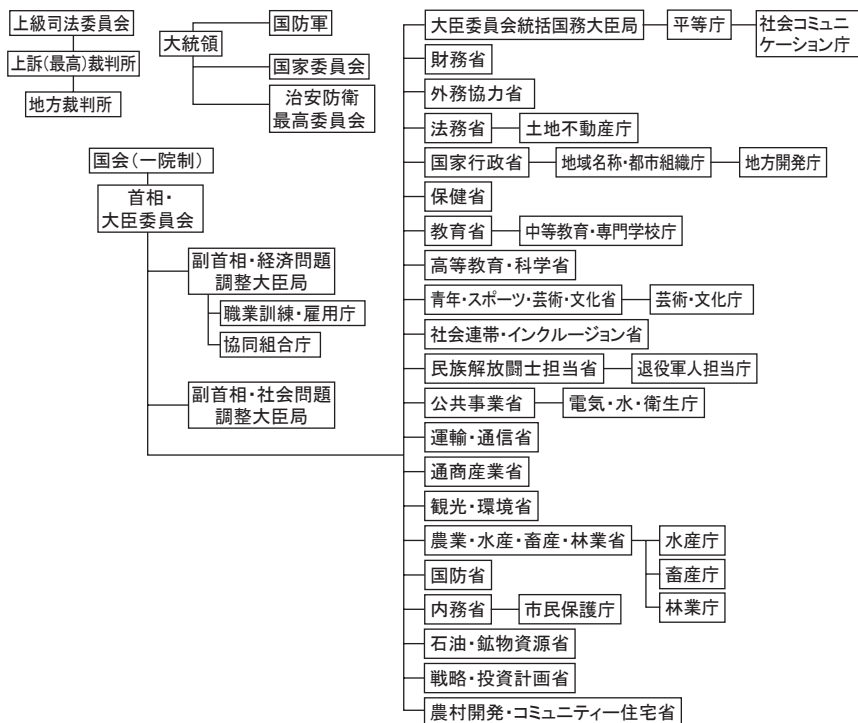 上級司法委員会
上訴(最高)裁判所
地方裁判所
大統領
国防軍
国家委員会
治安防衛
最高委員会
国会(一院制)
首相・
大臣委員会
副首相・経済問題
調整大臣局
職業訓練・雇用庁
協同組合庁
副首相・社会問題
調整大臣局
大臣委員会統括国務大臣局
平等庁
社会コミュニ
ケーション庁
財務省
外務協力省
法務省
土地不動産庁
国家行政省
地域名称・都市組織庁
地方開発庁
保健省
教育省
中等教育・専門学校庁
高等教育・科学省
青年・スポーツ・芸術・文化省
芸術・文化庁
社会連帯・インクルージョン省
民族解放闘士担当省
退役軍人担当庁
公共事業省
電気・水・衛生庁
運輸・通信省
通商産業省
観光・環境省
農業・水産・畜産・林業省
水産庁
畜産庁
林業庁
国防省
内務省
市民保護庁
石油・鉱物資源省
戦略・投資計画省
農村開発・コミュニティー住宅省